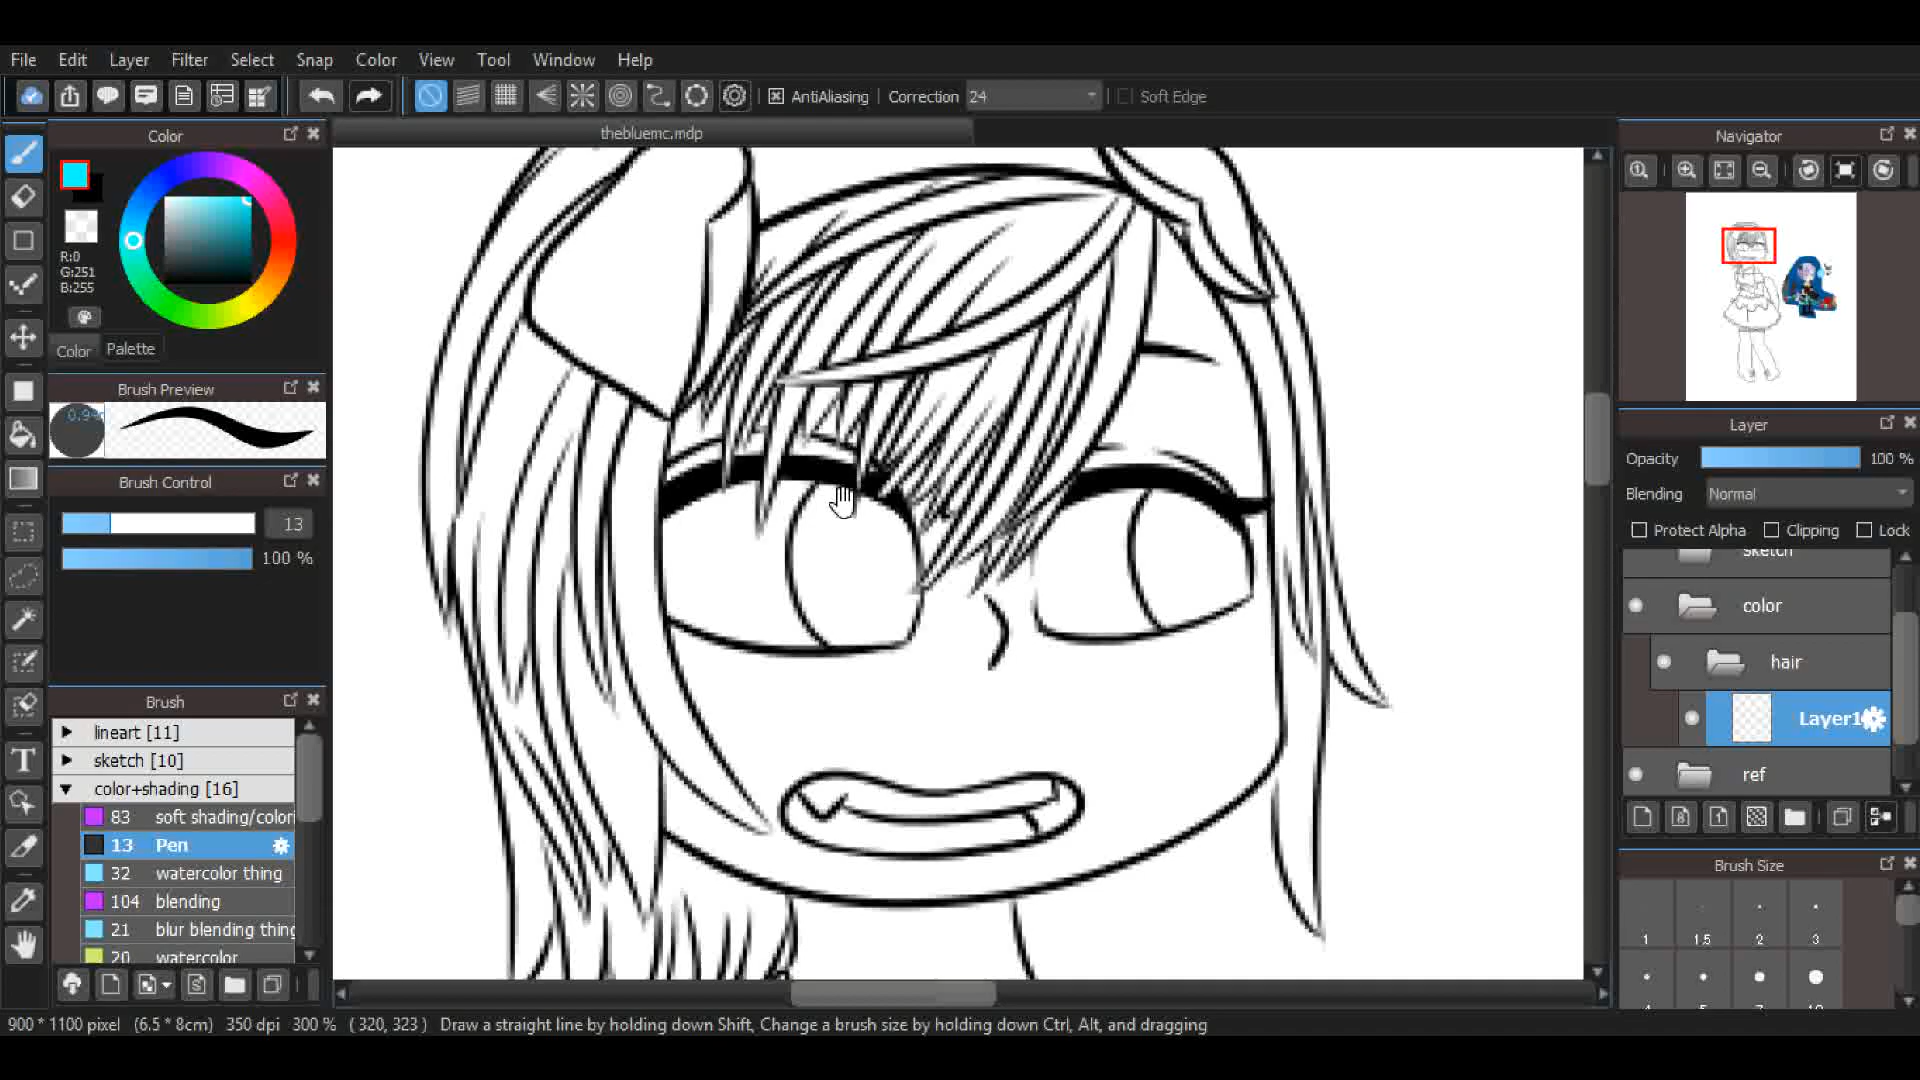 File Edit Layer Filter Select Snap Color View Tool Window Help
AntiAliasing Correction 24 Soft Edge
thebluemc.mdp
Color
R:0
G:251
B:255
Color Palette
Brush Preview
Brush Control
13
100 %
Brush
lineart [11]
sketch [10]
color+shading [16]
83 soft shading/colori
13 Pen
32 watercolor thing
104 blending
21 blur blending thing
20 watercolor
Navigator
Layer
Opacity 100 %
Blending Normal
Protect Alpha Clipping Lock
sketch
color
hair
Layer1
ref
Brush Size
1 1.5 2 3
900 * 1100 pixel (6.5 * 8cm) 350 dpi 300 % ( 320, 323 ) Draw a straight line by holding down Shift, Change a brush size by holding down Ctrl, Alt, and dragging